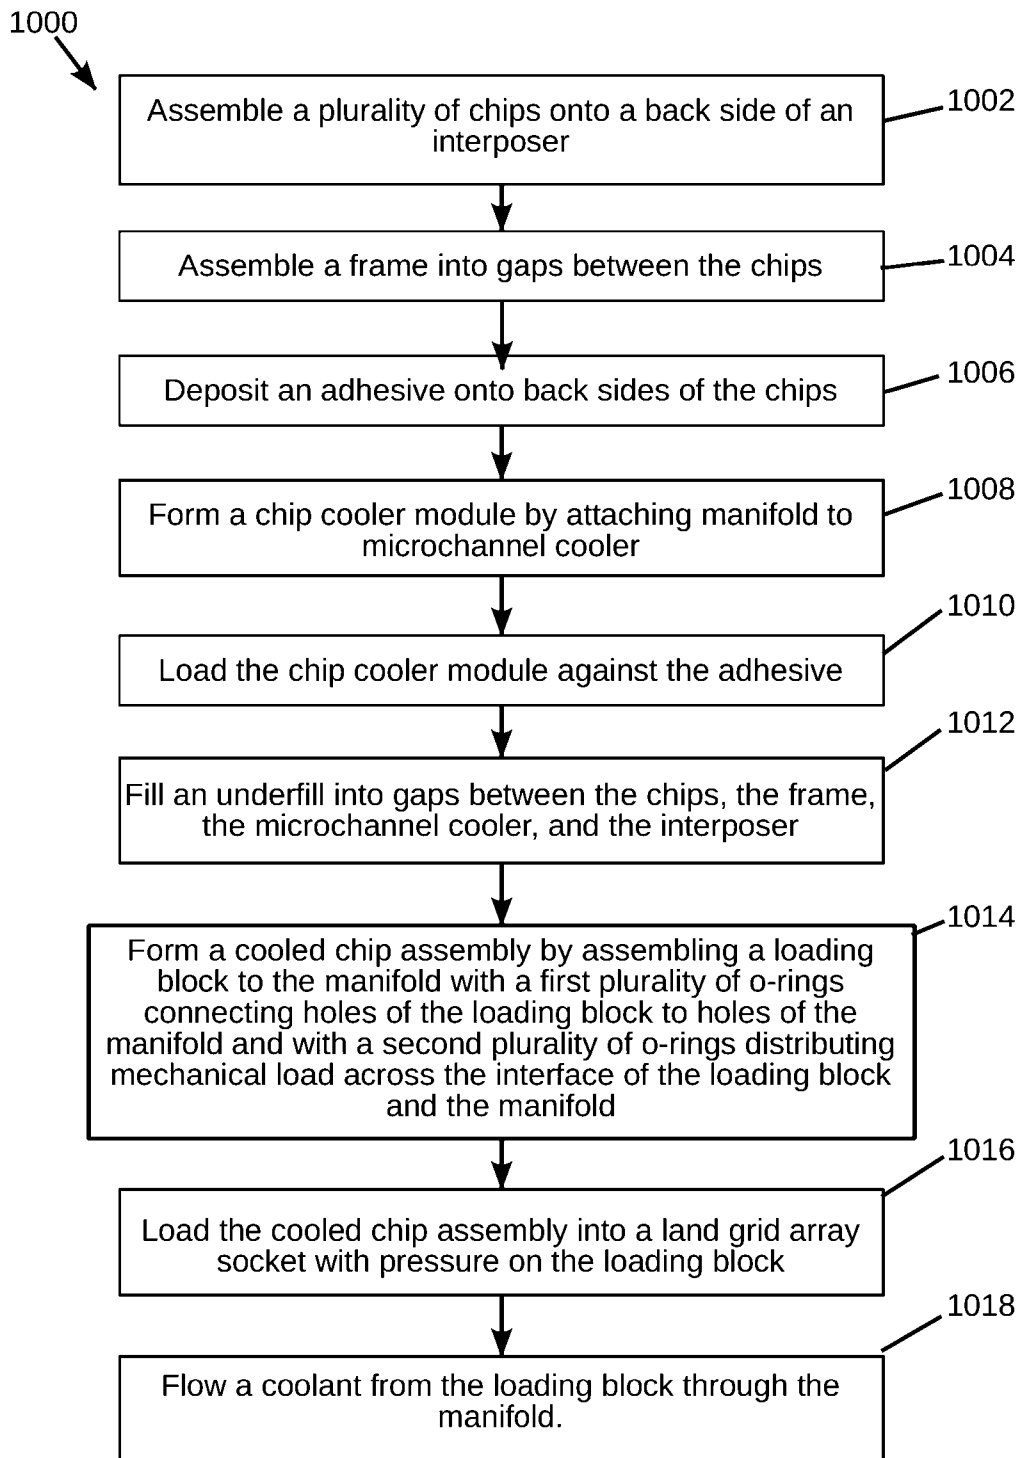 1000
Assemble a plurality of chips onto a back side of an
interposer
1002
Assemble a frame into gaps between the chips
1004
Deposit an adhesive onto back sides of the chips
1006
Form a chip cooler module by attaching manifold to
microchannel cooler
1008
Load the chip cooler module against the adhesive
1010
Fill an underfill into gaps between the chips, the frame,
the microchannel cooler, and the interposer
1012
Form a cooled chip assembly by assembling a loading
block to the manifold with a first plurality of o-rings
connecting holes of the loading block to holes of the
manifold and with a second plurality of o-rings distributing
mechanical load across the interface of the loading block
and the manifold
1014
Load the cooled chip assembly into a land grid array
socket with pressure on the loading block
1016
Flow a coolant from the loading block through the
manifold.
1018